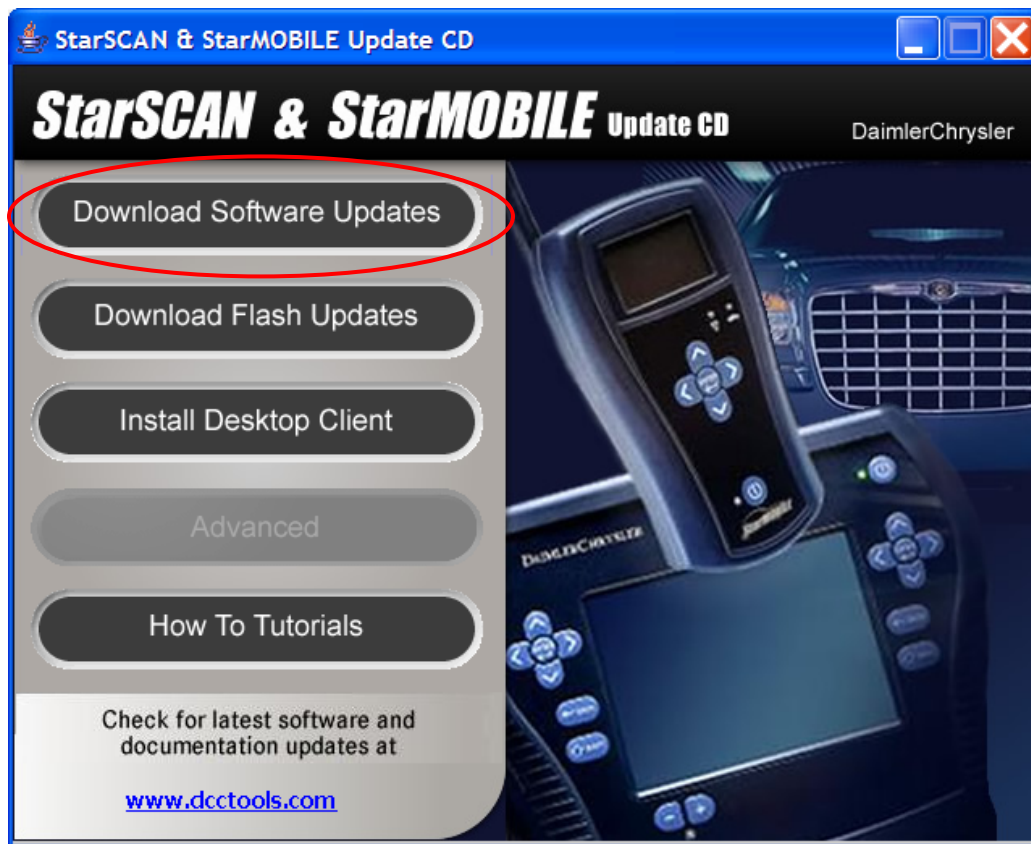 StarSCAN & StarMOBILE Update CD
StarSCAN & StarMOBILE Update CD
DaimlerChrysler
Download Software Updates
Download Flash Updates
Install Desktop Client
Advanced
How To Tutorials
Check for latest software and
documentation updates at
www.dcctools.com
StarMobile
DAIMLERCHRYSLER